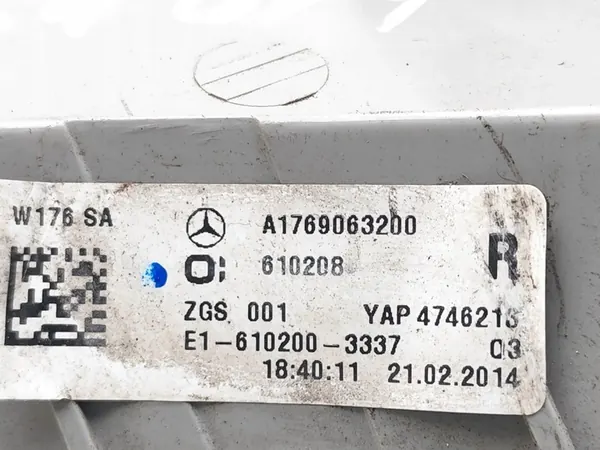 W176 SA A1769063200
O: 610208 R
ZGS 001 YAP 4746213
E1-610200-3337 03
18:40:11 21.02.2014